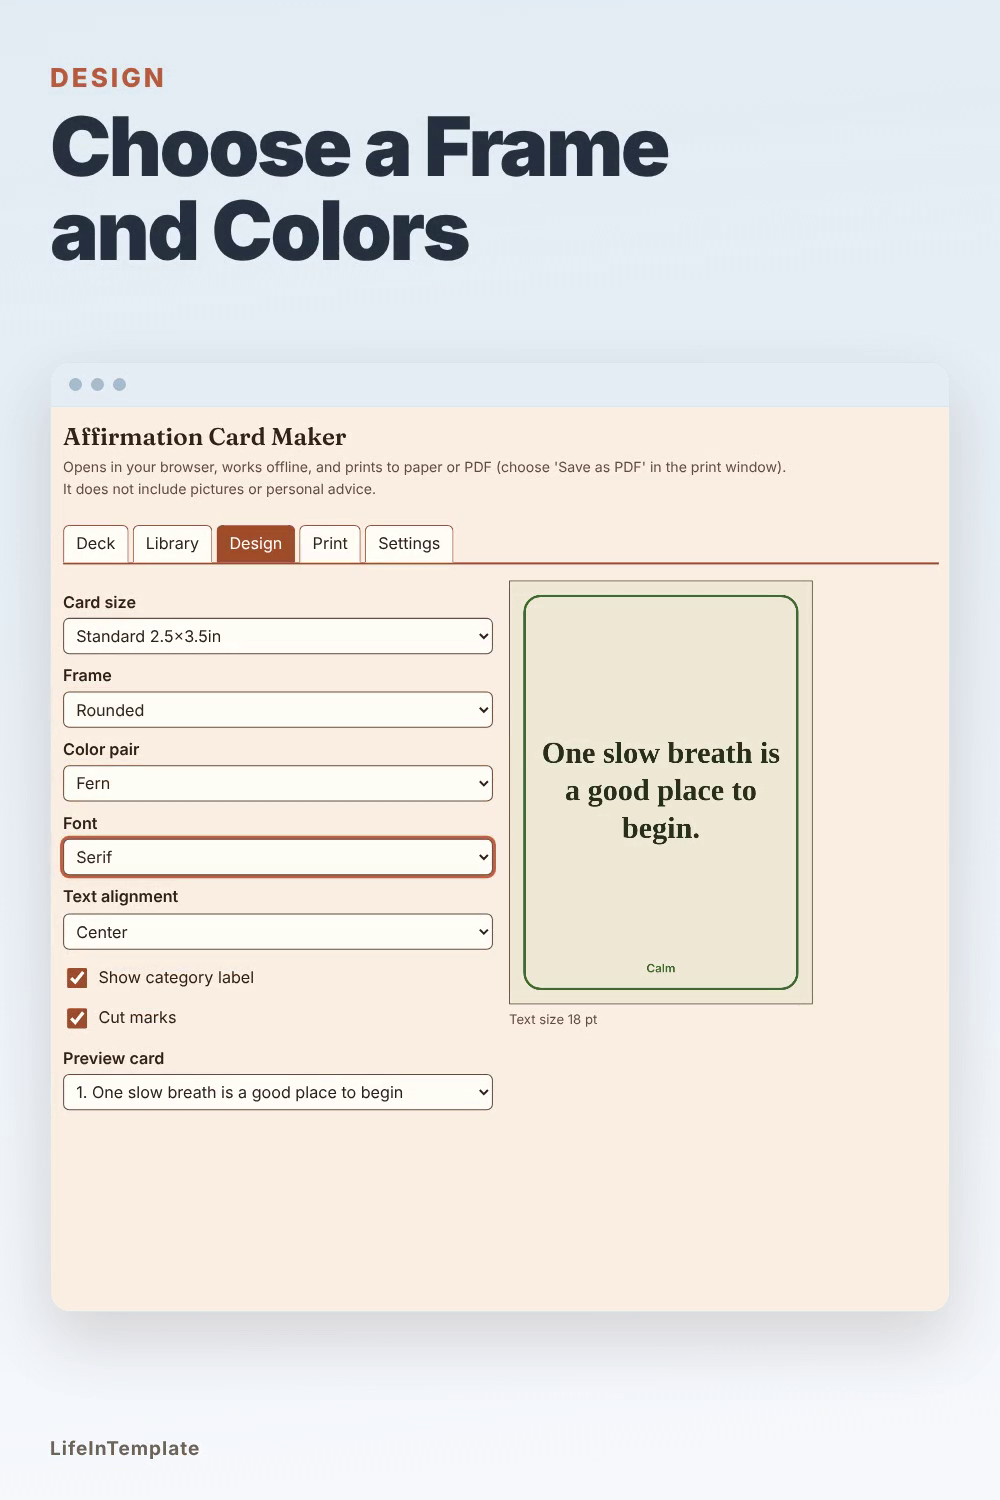 DESIGN
Choose a Frame
and Colors
Affirmation Card Maker
Opens in your browser, works offline, and prints to paper or PDF (choose 'Save as PDF' in the print window).
It does not include pictures or personal advice.
Deck
Library
Design
Print
Settings
Card size
Standard 2.5×3.5in
Frame
Rounded
Color pair
Fern
Font
Serif
Text alignment
Center
Show category label
Cut marks
Preview card
1. One slow breath is a good place to begin
One slow breath is
a good place to
begin.
Calm
Text size 18 pt
LifeInTemplate